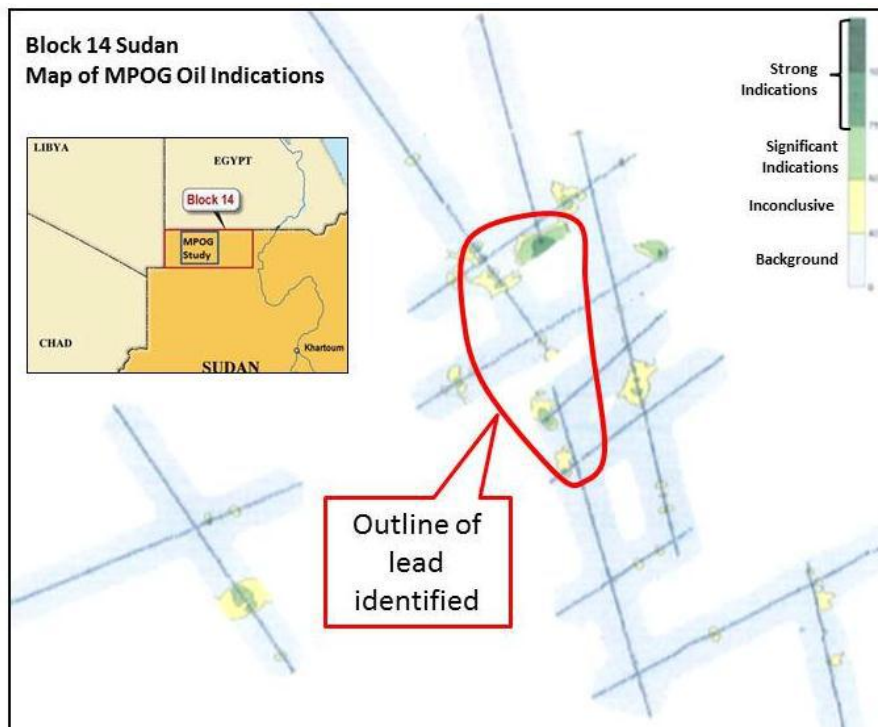 Block 14 Sudan
Map of MPOG Oil Indications
LIBYA
EGYPT
Block 14
MPOG
Study
CHAD
Khartoum
SUDAN
Strong
Indications
Significant
Indications
Inconclusive
Background
0
Outline of
lead
identified